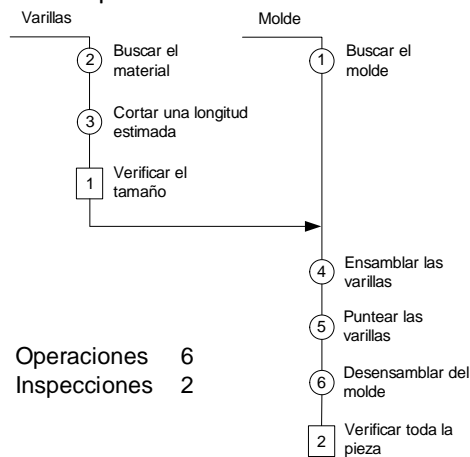 Varillas
Molde
2
Buscar el
material
1
Buscar el
molde
3
Cortar una longitud
estimada
1
Verificar el
tamaño
4
Ensamblar las
varillas
5
Puntear las
varillas
6
Desensamblar del
molde
2
Verificar toda la
pieza
Operaciones 6
Inspecciones 2